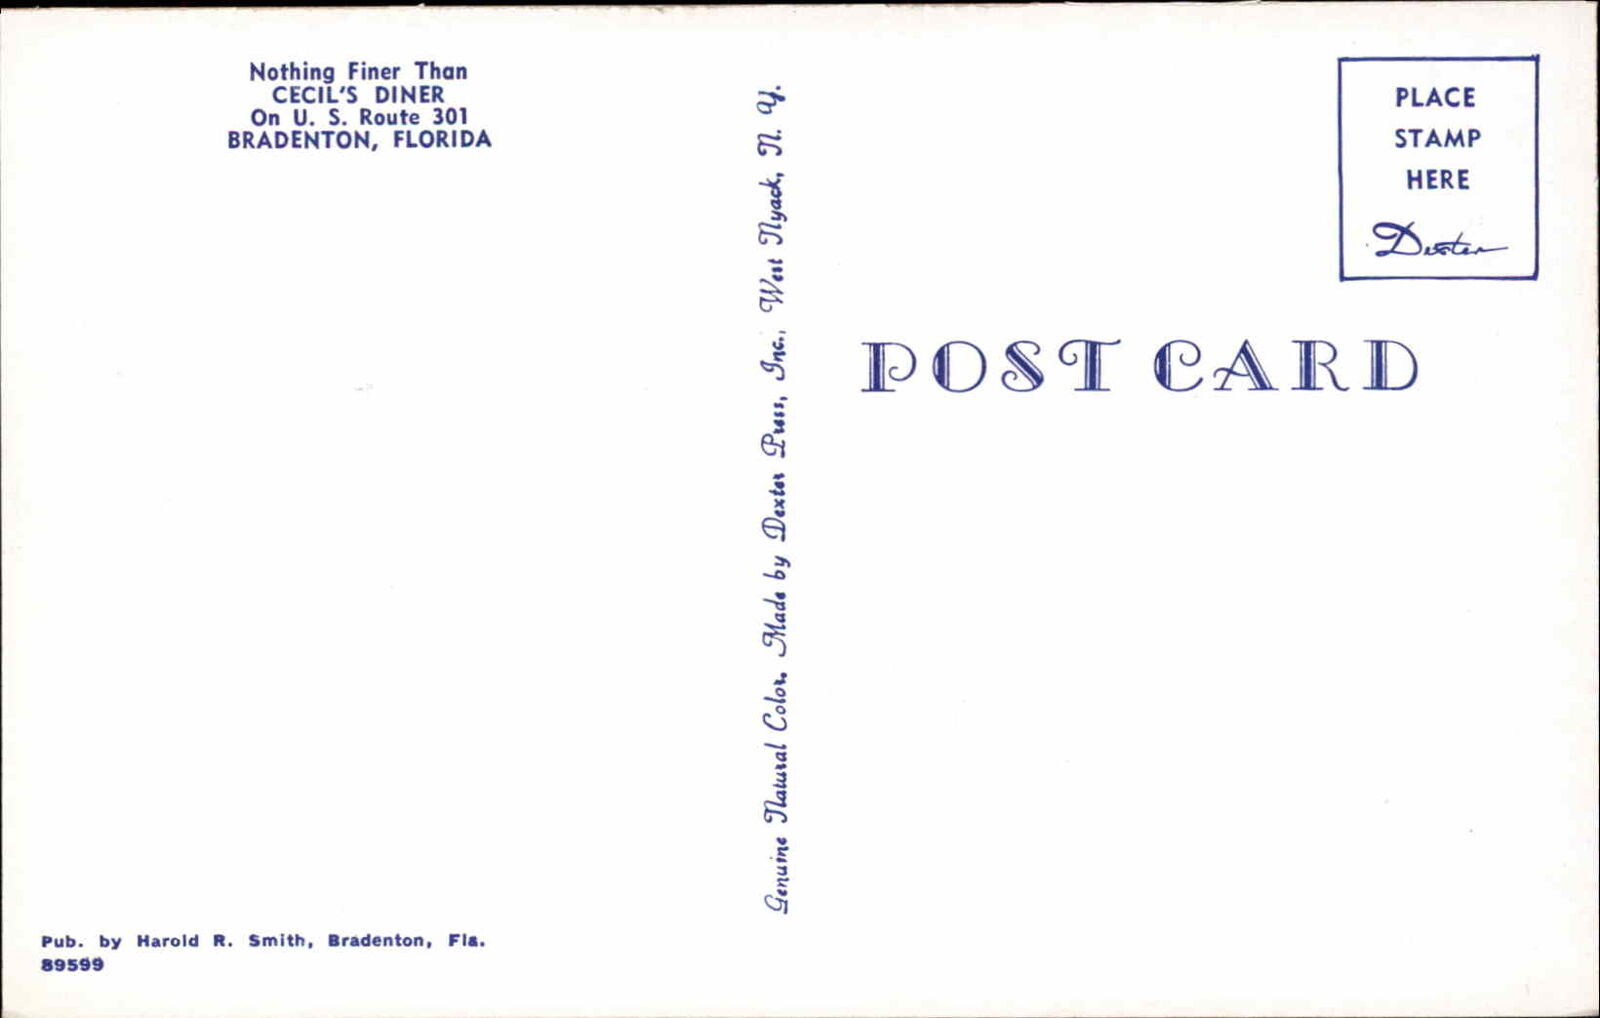 Nothing Finer Than
CECIL'S DINER
On U. S. Route 301
BRADENTON, FLORIDA
Pub. by Harold R. Smith, Bradenton, Fla.
89599
Genuine Natural Color. Made by Dexter Press, Inc., West Nyack, N. Y.
PLACE
STAMP
HERE
Dexter
POST CARD